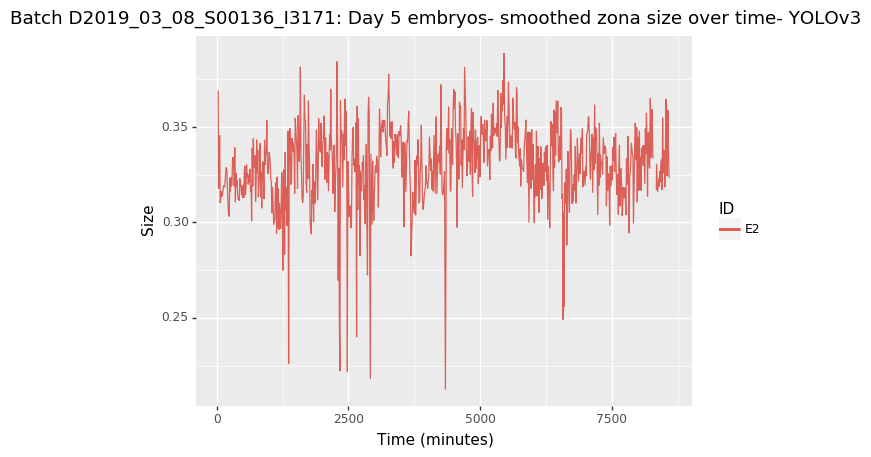 Batch D2019_03_08_S00136_I3171: Day 5 embryos- smoothed zona size over time- YOLOv3
0.35
0.30
0.25
Size
0
2500
5000
7500
Time (minutes)
ID
E2